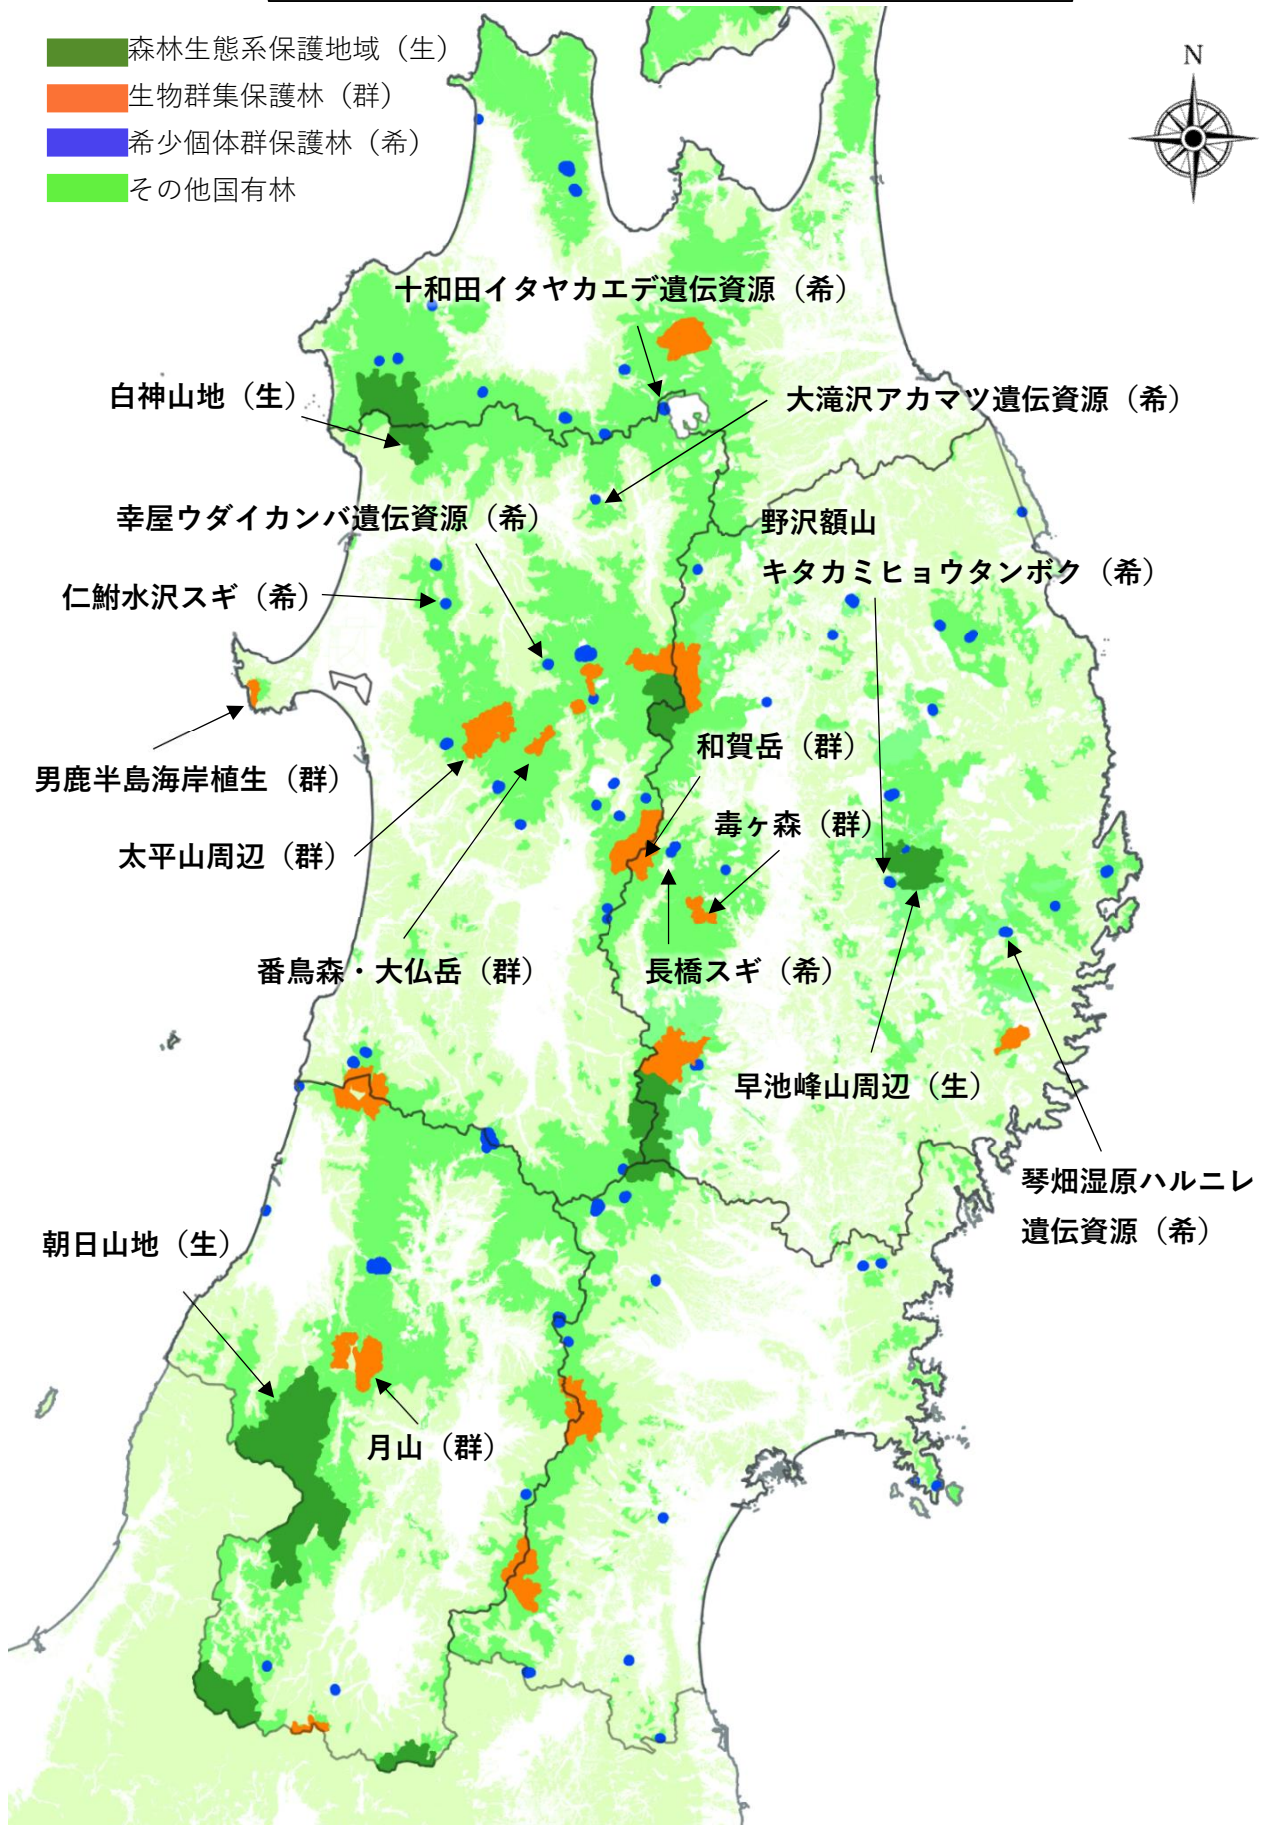 森林生態系保護地域（生）
生物群集保護林（群）
希少個体群保護林（希）
その他国有林
N
十和田イタヤカエデ遺伝資源（希）
白神山地（生）
大滝沢アカマツ遺伝資源（希）
幸屋ウダイカンバ遺伝資源（希）
野沢額山
キタカミヒョウタンボク（希）
仁鮒水沢スギ（希）
和賀岳（群）
男鹿半島海岸植生（群）
毒ヶ森（群）
太平山周辺（群）
番鳥森・大仏岳（群）
長橋スギ（希）
早池峰山周辺（生）
琴畑湿原ハルニレ
遺伝資源（希）
朝日山地（生）
月山（群）